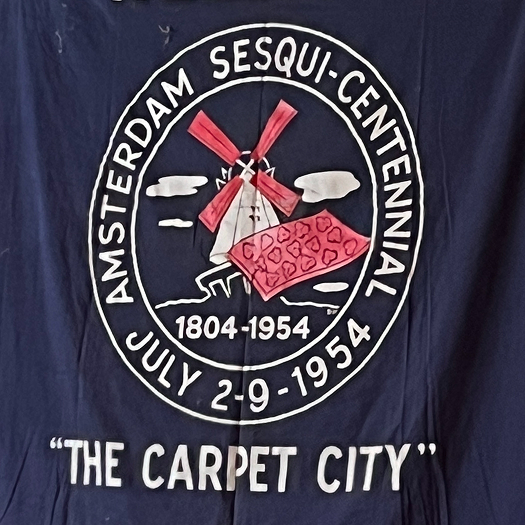 AMSTERDAM SESQUI-CENTENNIAL
1804-1954
JULY 2-9-1954
"THE CARPET CITY"